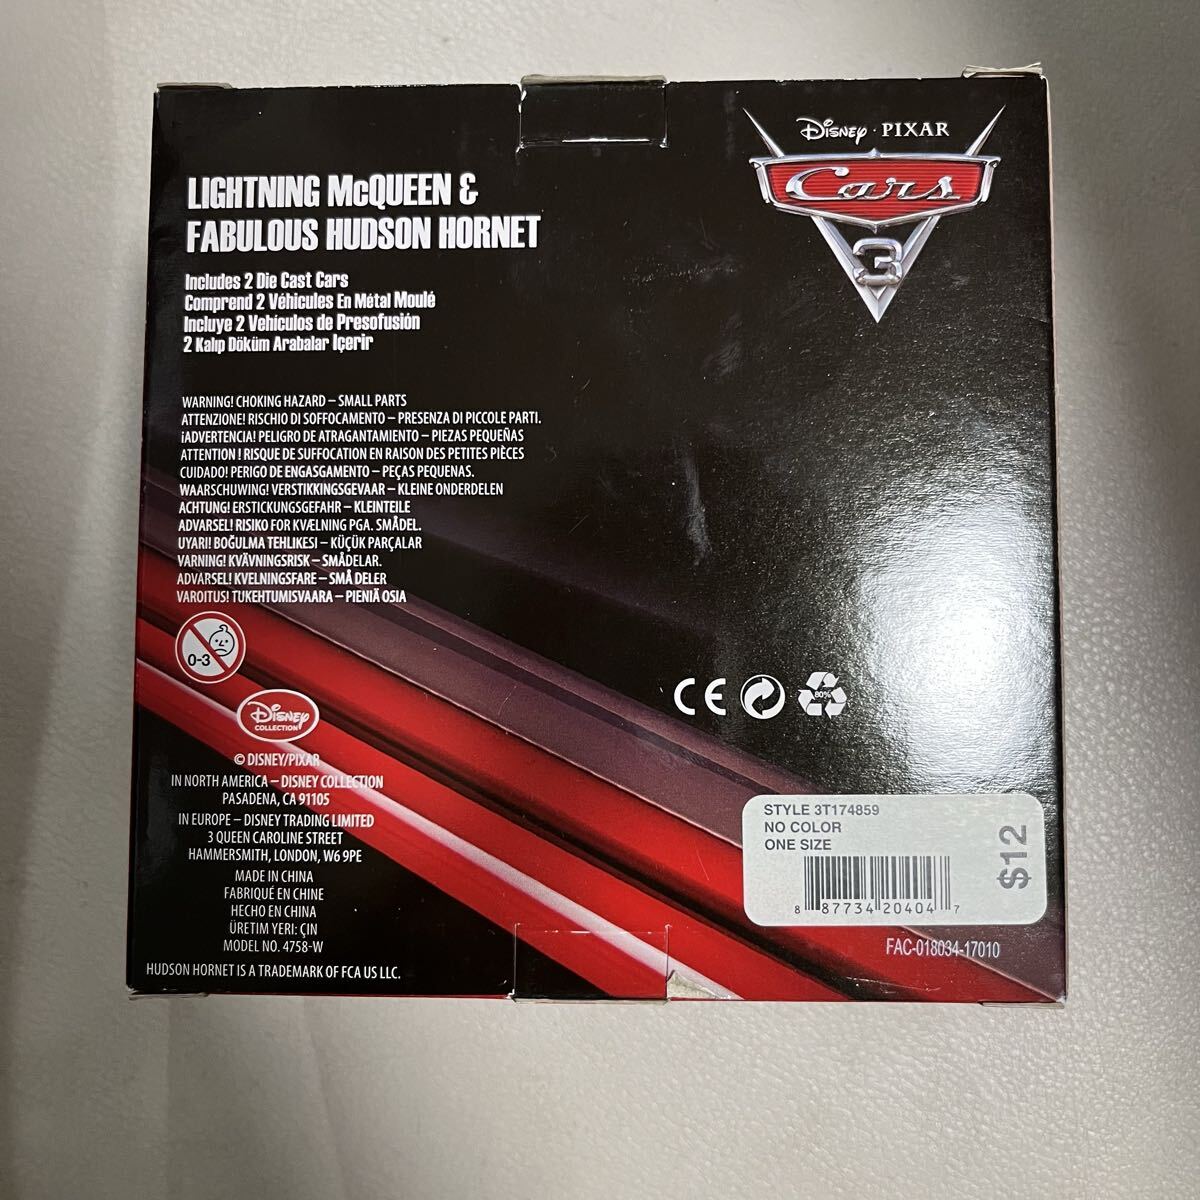 Disney · PIXAR
Cars
3
LIGHTNING McQUEEN &
FABULOUS HUDSON HORNET
Includes 2 Die Cast Cars
Comprend 2 Véhicules En Métal Moulé
Incluye 2 Vehículos de Presofusión
2 Kalıp Döküm Arabalar İçerir
WARNING! CHOKING HAZARD – SMALL PARTS
ATTENZIONE! RISCHIO DI SOFFOCAMENTO – PRESENZA DI PICCOLE PARTI.
¡ADVERTENCIA! PELIGRO DE ATRAGANTAMIENTO – PIEZAS PEQUEÑAS
ATTENTION ! RISQUE DE SUFFOCATION EN RAISON DES PETITES PIÈCES
CUIDADO! PERIGO DE ENGASGAMENTO – PEÇAS PEQUENAS.
WAARSCHUWING! VERSTIKKINGSGEVAAR – KLEINE ONDERDELEN
ACHTUNG! ERSTICKUNGSGEFAHR – KLEINTEILE
ADVARSEL! RISIKO FOR KVÆLNING PGA. SMÅDEL.
UYARI! BOĞULMA TEHLIKESI – KÜÇÜK PARÇALAR
VARNING! KVÄVNINGSRISK – SMÅDELAR.
ADVARSEL! KVELNINGSFARE – SMÅ DELER
VAROITUS! TUKEHTUMISVAARA – PIENIÄ OSIA
0-3
Disney
COLLECTION
© DISNEY/PIXAR
IN NORTH AMERICA – DISNEY COLLECTION
PASADENA, CA 91105
IN EUROPE – DISNEY TRADING LIMITED
3 QUEEN CAROLINE STREET
HAMMERSMITH, LONDON, W6 9PE
MADE IN CHINA
FABRIQUÉ EN CHINE
HECHO EN CHINA
ÜRETIM YERI: ÇIN
MODEL NO. 4758-W
HUDSON HORNET IS A TRADEMARK OF FCA US LLC.
CE
80%
STYLE 3T174859
NO COLOR
ONE SIZE
$12
8 87734 20404 7
FAC-018034-17010